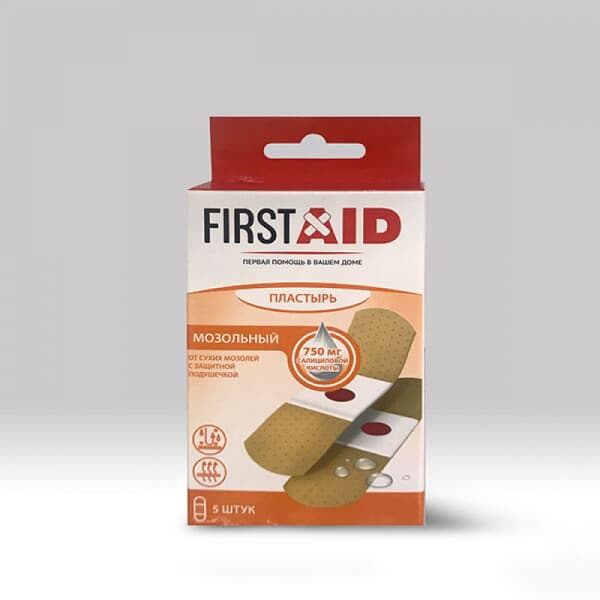 FIRST AID
ПЕРВАЯ ПОМОЩЬ В ВАШЕМ ДОМЕ
ПЛАСТЫРЬ
МОЗОЛЬНЫЙ
ОТ СУХИХ МОЗОЛЕЙ
С ЗАЩИТНОЙ
ПОДУШЕЧКОЙ
750 мг
САЛИЦИЛОВОЙ
КИСЛОТЫ
5 ШТУК